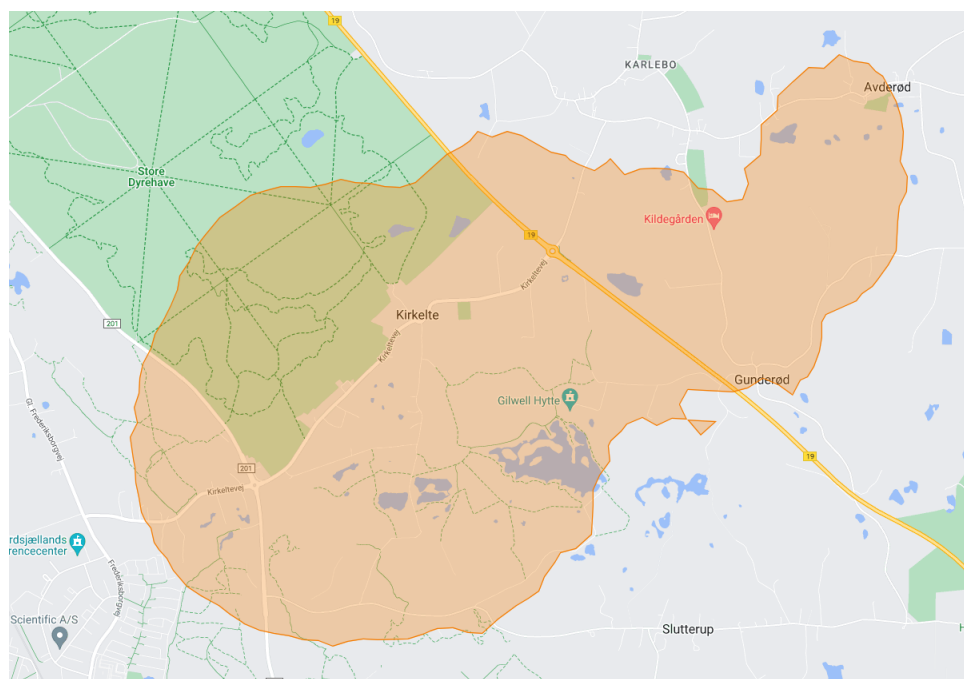 19
KARLEBO
Avderød
Store
Dyrehave
Kildegården
19
Kirkeltevej
201
Kirkelte
Kirkeltevej
Gunderød
Gilwell Hytte
Gl. Frederiksborgvej
19
201
Kirkeltevej
rdsjællands
rencecenter
Frederiksborgvej
Scientific A/S
Slutterup
H